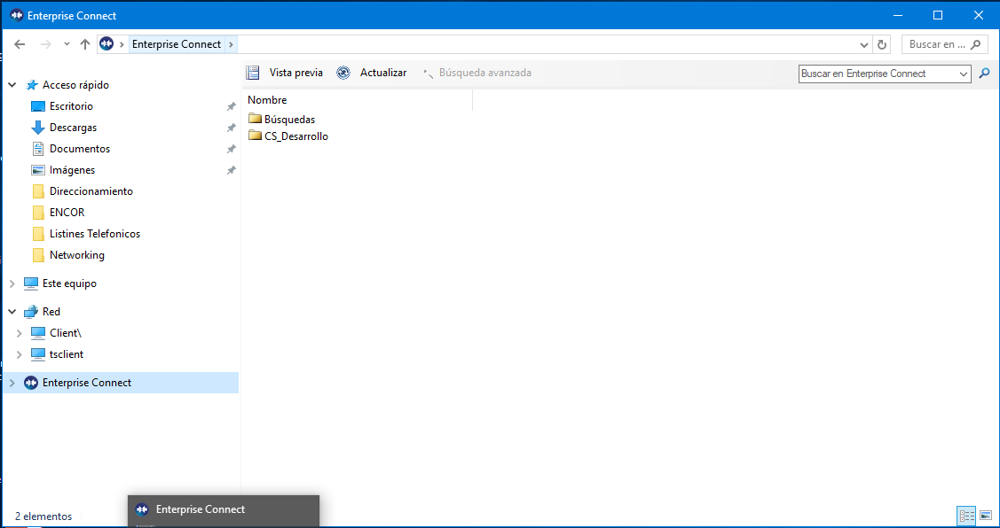 Enterprise Connect
Enterprise Connect
Buscar en ...
Vista previa
Actualizar
Búsqueda avanzada
Buscar en Enterprise Connect
Acceso rápido
Escritorio
Descargas
Documentos
Imágenes
Direccionamiento
ENCOR
Listines Telefonicos
Networking
Este equipo
Red
Client\
tsclient
Enterprise Connect
Nombre
Búsquedas
CS_Desarrollo
2 elementos
Enterprise Connect